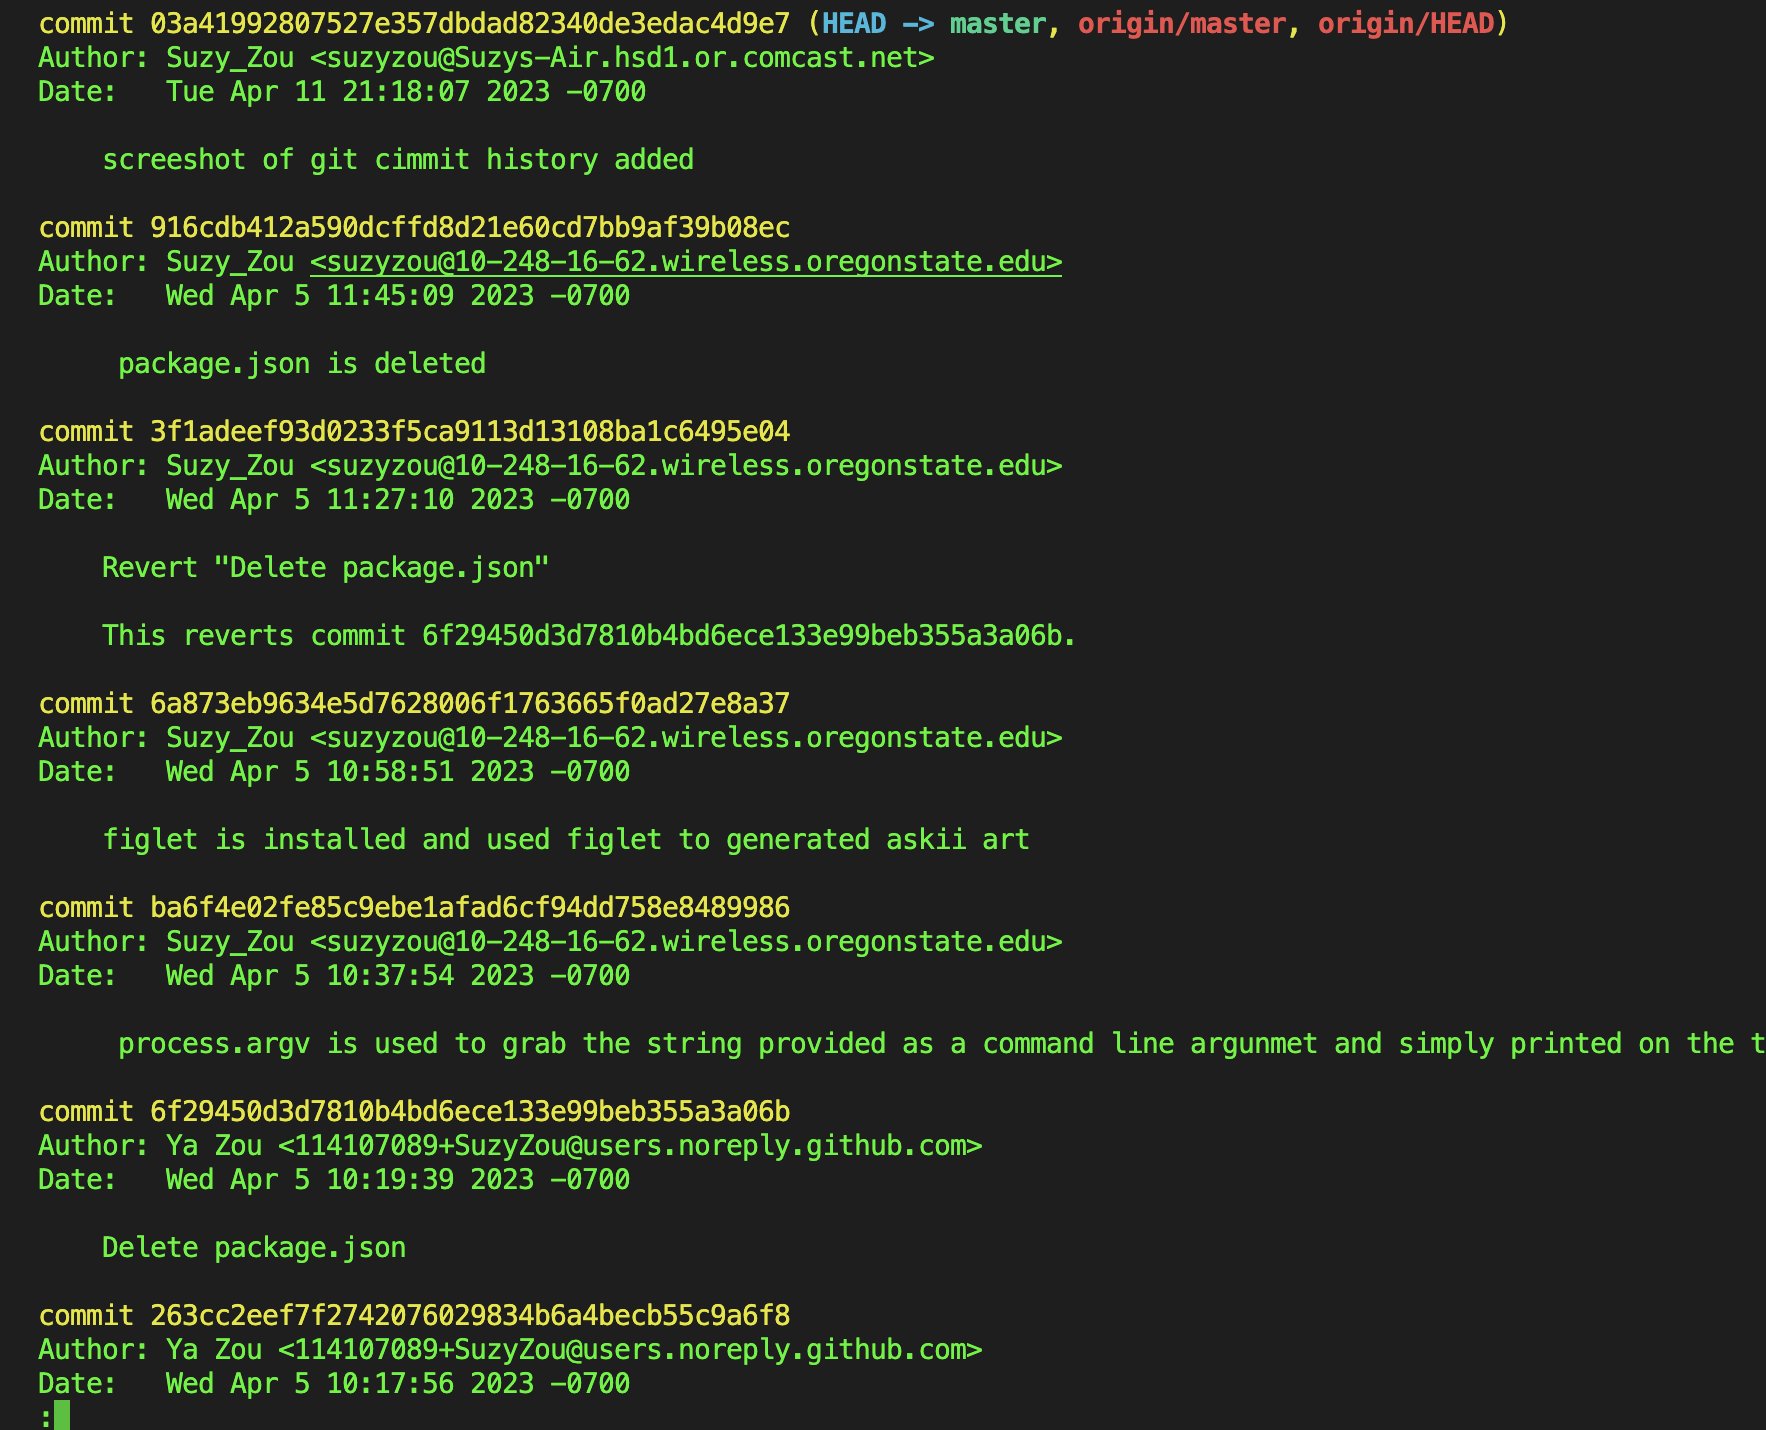 commit 03a41992807527e357dbdad82340de3edac4d9e7 (HEAD -> master, origin/master, origin/HEAD)
Author: Suzy_Zou <suzyzou@Suzys-Air.hsd1.or.comcast.net>
Date:   Tue Apr 11 21:18:07 2023 -0700

    screeshot of git cimmit history added

commit 916cdb412a590dcffd8d21e60cd7bb9af39b08ec
Author: Suzy_Zou <suzyzou@10-248-16-62.wireless.oregonstate.edu>
Date:   Wed Apr 5 11:45:09 2023 -0700

     package.json is deleted

commit 3f1adeef93d0233f5ca9113d13108ba1c6495e04
Author: Suzy_Zou <suzyzou@10-248-16-62.wireless.oregonstate.edu>
Date:   Wed Apr 5 11:27:10 2023 -0700

    Revert "Delete package.json"

    This reverts commit 6f29450d3d7810b4bd6ece133e99beb355a3a06b.

commit 6a873eb9634e5d7628006f1763665f0ad27e8a37
Author: Suzy_Zou <suzyzou@10-248-16-62.wireless.oregonstate.edu>
Date:   Wed Apr 5 10:58:51 2023 -0700

    figlet is installed and used figlet to generated askii art

commit ba6f4e02fe85c9ebe1afad6cf94dd758e8489986
Author: Suzy_Zou <suzyzou@10-248-16-62.wireless.oregonstate.edu>
Date:   Wed Apr 5 10:37:54 2023 -0700

     process.argv is used to grab the string provided as a command line argunmet and simply printed on the t

commit 6f29450d3d7810b4bd6ece133e99beb355a3a06b
Author: Ya Zou <114107089+SuzyZou@users.noreply.github.com>
Date:   Wed Apr 5 10:19:39 2023 -0700

    Delete package.json

commit 263cc2eef7f2742076029834b6a4becb55c9a6f8
Author: Ya Zou <114107089+SuzyZou@users.noreply.github.com>
Date:   Wed Apr 5 10:17:56 2023 -0700
: